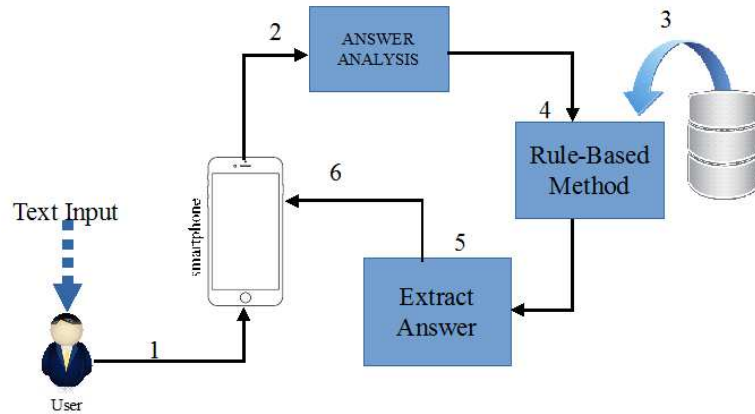 2
ANSWER
ANALYSIS
3
4
Rule-Based
Method
6
Text Input
smartphone
5
Extract
Answer
1
User